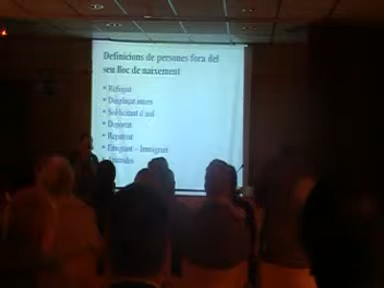 Definicions de persones fora del
seu lloc de naixement
• Refugiat
• Desplaçat intern
• Sol·licitant d'asil
• Deportat
• Repatriat
• Emigrant – Immigrant